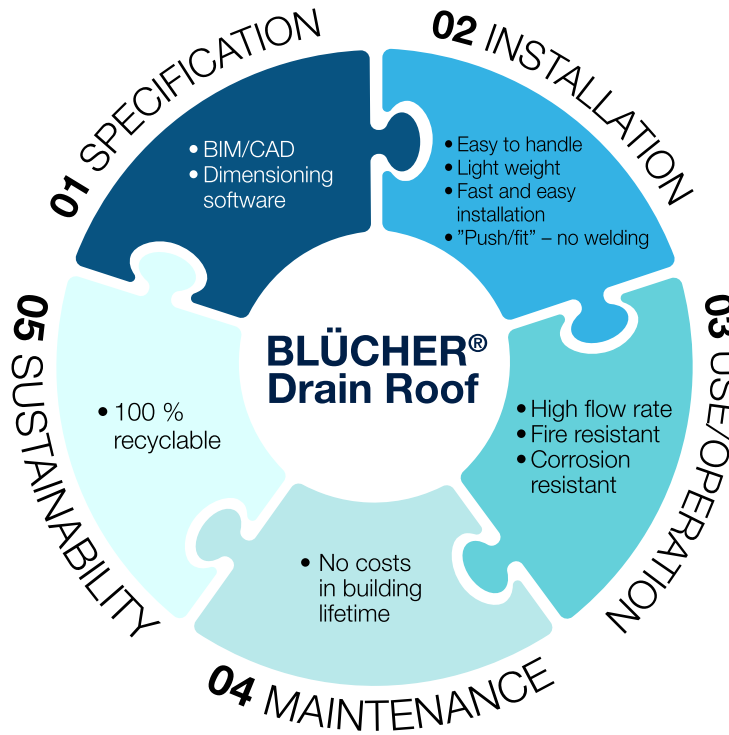 01 SPECIFICATION
• BIM/CAD
• Dimensioning
software
02 INSTALLATION
• Easy to handle
• Light weight
• Fast and easy
installation
• ”Push/fit” – no welding
03 USE/OPERATION
• High flow rate
• Fire resistant
• Corrosion
resistant
04 MAINTENANCE
• No costs
in building
lifetime
05 SUSTAINABILITY
• 100 %
recyclable
BLÜCHER®
Drain Roof